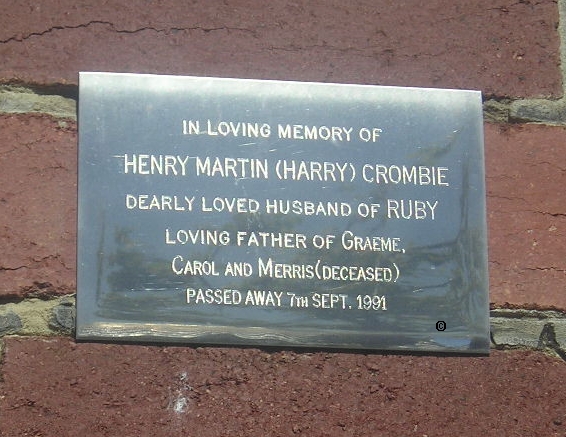 IN LOVING MEMORY OF
HENRY MARTIN (HARRY) CROMBIE
DEARLY LOVED HUSBAND OF RUBY
LOVING FATHER OF GRAEME,
CAROL AND MERRIS (DECEASED)
PASSED AWAY 7TH SEPT. 1991
©